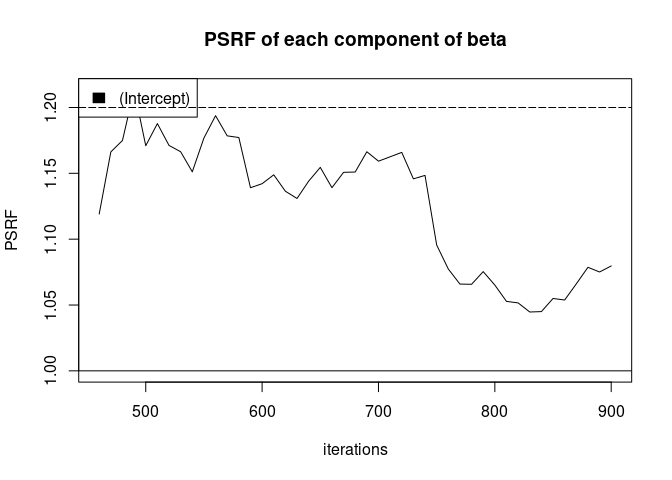 PSRF of each component of beta
(Intercept)
1.20
1.15
1.10
1.05
1.00
PSRF
500 600 700 800 900
iterations